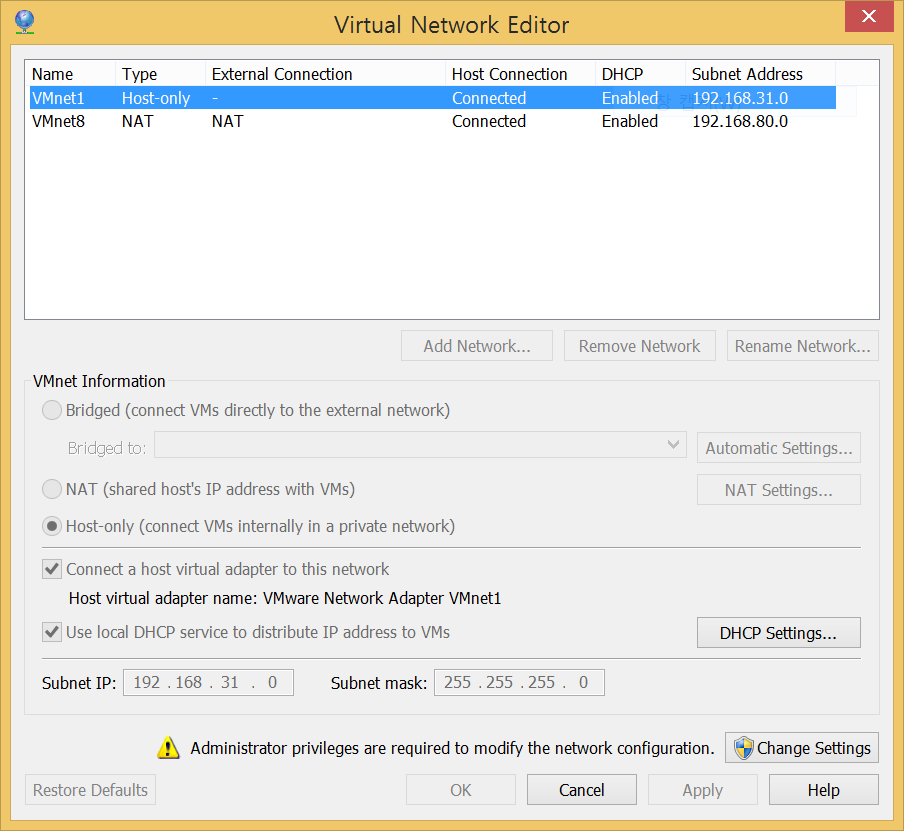 Virtual Network Editor
Name Type External Connection Host Connection DHCP Subnet Address
VMnet1 Host-only - Connected Enabled 192.168.31.0
VMnet8 NAT NAT Connected Enabled 192.168.80.0
Add Network... Remove Network Rename Network...
VMnet Information
Bridged (connect VMs directly to the external network)
Bridged to: Automatic Settings...
NAT (shared host's IP address with VMs) NAT Settings...
Host-only (connect VMs internally in a private network)
Connect a host virtual adapter to this network
Host virtual adapter name: VMware Network Adapter VMnet1
Use local DHCP service to distribute IP address to VMs DHCP Settings...
Subnet IP: 192 . 168 . 31 . 0 Subnet mask: 255 . 255 . 255 . 0
Administrator privileges are required to modify the network configuration. Change Settings
Restore Defaults OK Cancel Apply Help